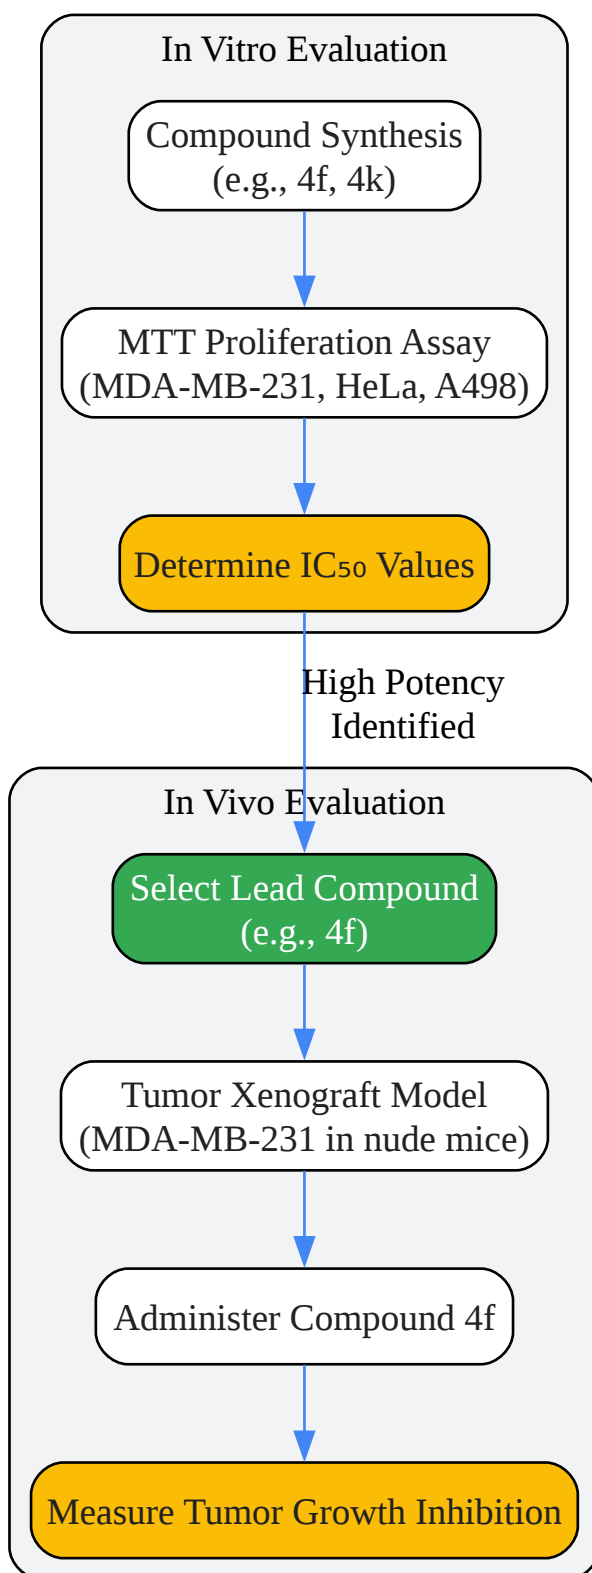 In Vitro Evaluation
Compound Synthesis
(e.g., 4f, 4k)
MTT Proliferation Assay
(MDA-MB-231, HeLa, A498)
Determine IC₅₀ Values
High Potency
Identified
In Vivo Evaluation
Select Lead Compound
(e.g., 4f)
Tumor Xenograft Model
(MDA-MB-231 in nude mice)
Administer Compound 4f
Measure Tumor Growth Inhibition